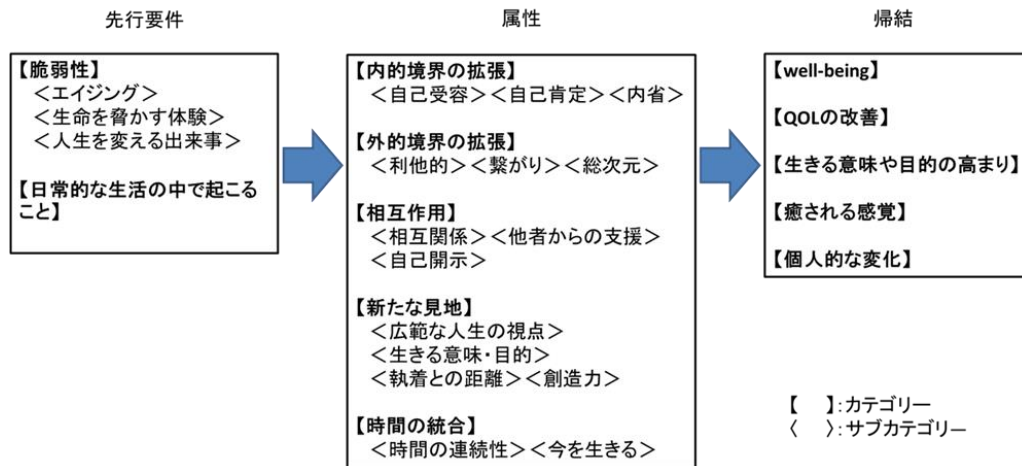 先行要件
【脆弱性】
＜エイジング＞
＜生命を脅かす体験＞
＜人生を変える出来事＞
【日常的な生活の中で起こる
こと】
属性
【内的境界の拡張】
＜自己受容＞＜自己肯定＞＜内省＞
【外的境界の拡張】
＜利他的＞＜繋がり＞＜総次元＞
【相互作用】
＜相互関係＞＜他者からの支援＞
＜自己開示＞
【新たな見地】
＜広範な人生の視点＞
＜生きる意味・目的＞
＜執着との距離＞＜創造力＞
【時間の統合】
＜時間の連続性＞＜今を生きる＞
帰結
【well-being】
【QOLの改善】
【生きる意味や目的の高まり】
【癒される感覚】
【個人的な変化】
【　】：カテゴリー
〈　〉：サブカテゴリー